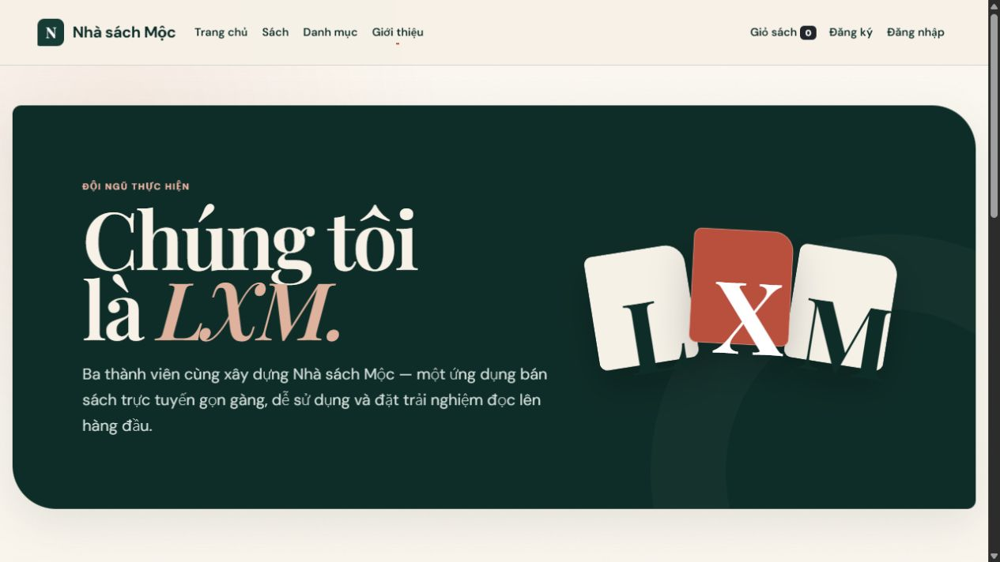 N
Nhà sách Mộc
Trang chủ
Sách
Danh mục
Giới thiệu
Giỏ sách 0
Đăng ký
Đăng nhập
ĐỘI NGŨ THỰC HIỆN
Chúng tôi
là LXM.
Ba thành viên cùng xây dựng Nhà sách Mộc — một ứng dụng bán
sách trực tuyến gọn gàng, dễ sử dụng và đặt trải nghiệm đọc lên
hàng đầu.
L
X
M